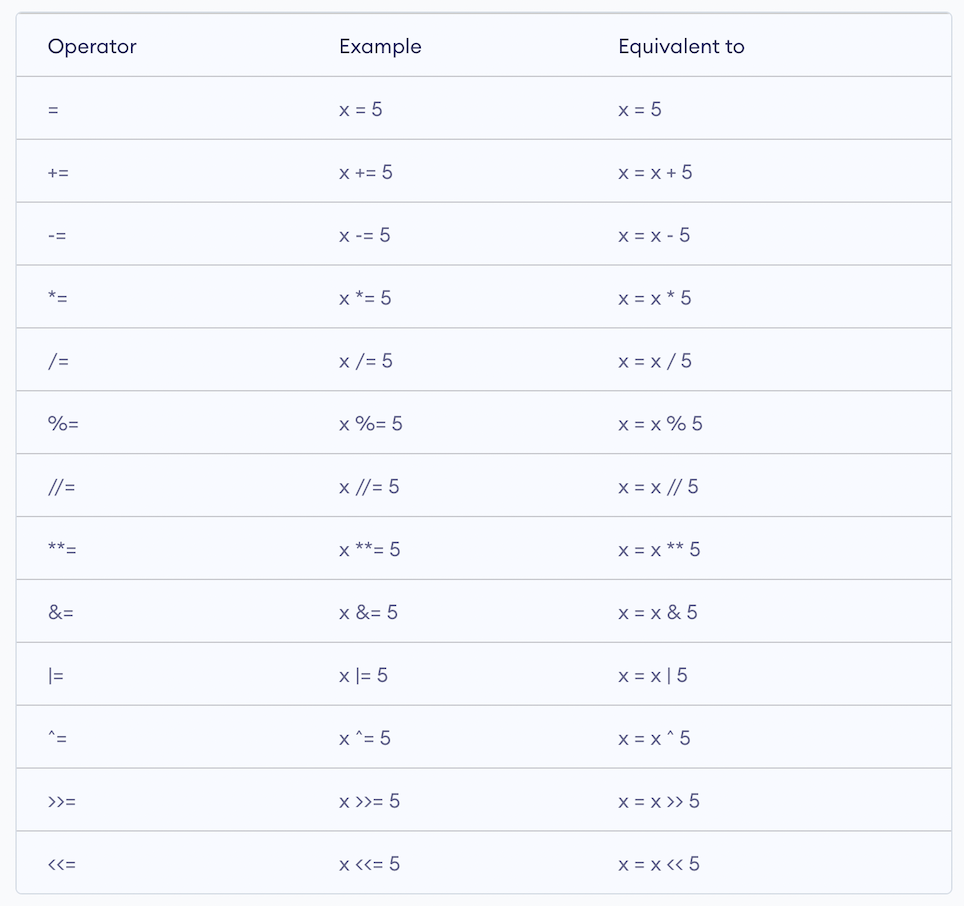 Operator Example Equivalent to
= x = 5 x = 5
+= x += 5 x = x + 5
-= x -= 5 x = x - 5
*= x *= 5 x = x * 5
/= x /= 5 x = x / 5
%= x %= 5 x = x % 5
//= x //= 5 x = x // 5
**= x **= 5 x = x ** 5
&= x &= 5 x = x & 5
|= x |= 5 x = x | 5
^= x ^= 5 x = x ^ 5
>>= x >>= 5 x = x >> 5
<<= x <<= 5 x = x << 5